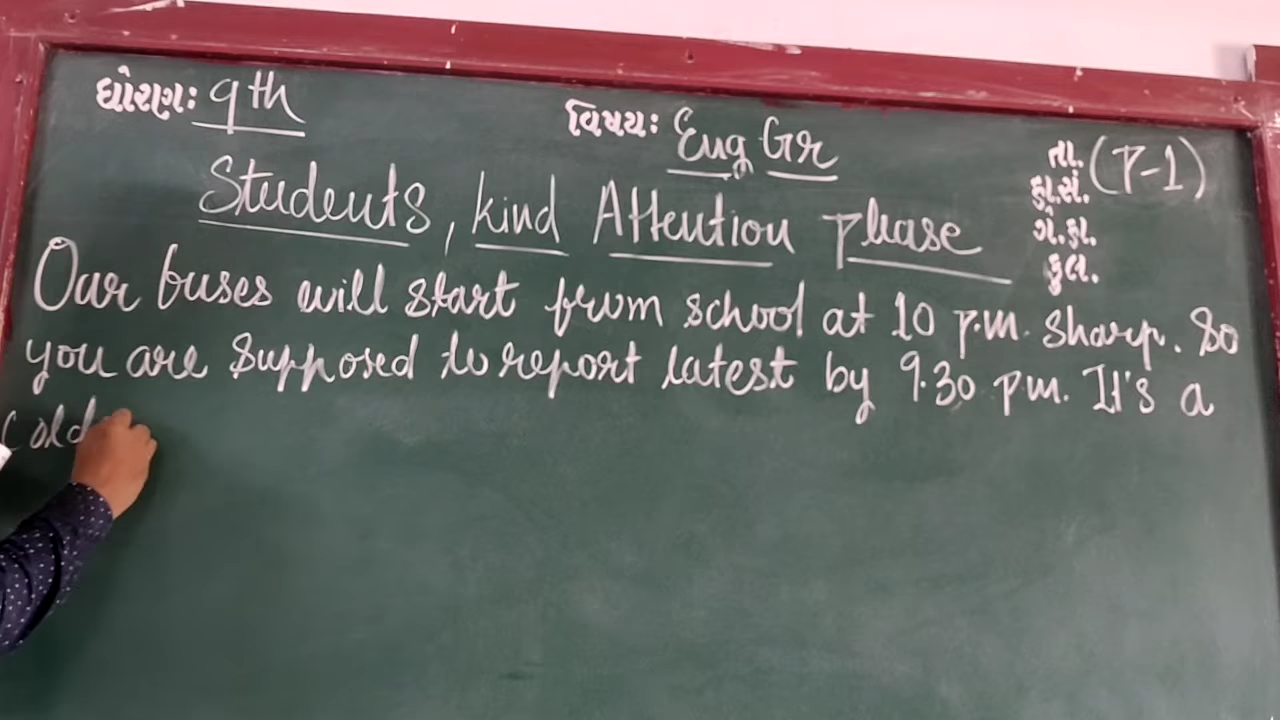 ધોરણ: 9th
વિષય: Eng Gr
તા. (P-1)
હા.સં.
ગે.હા.
કુલ.
Students, kind Attention please
Our buses will start from school at 10 p.m. sharp. So
you are supposed to report latest by 9.30 pm. It's a
cold